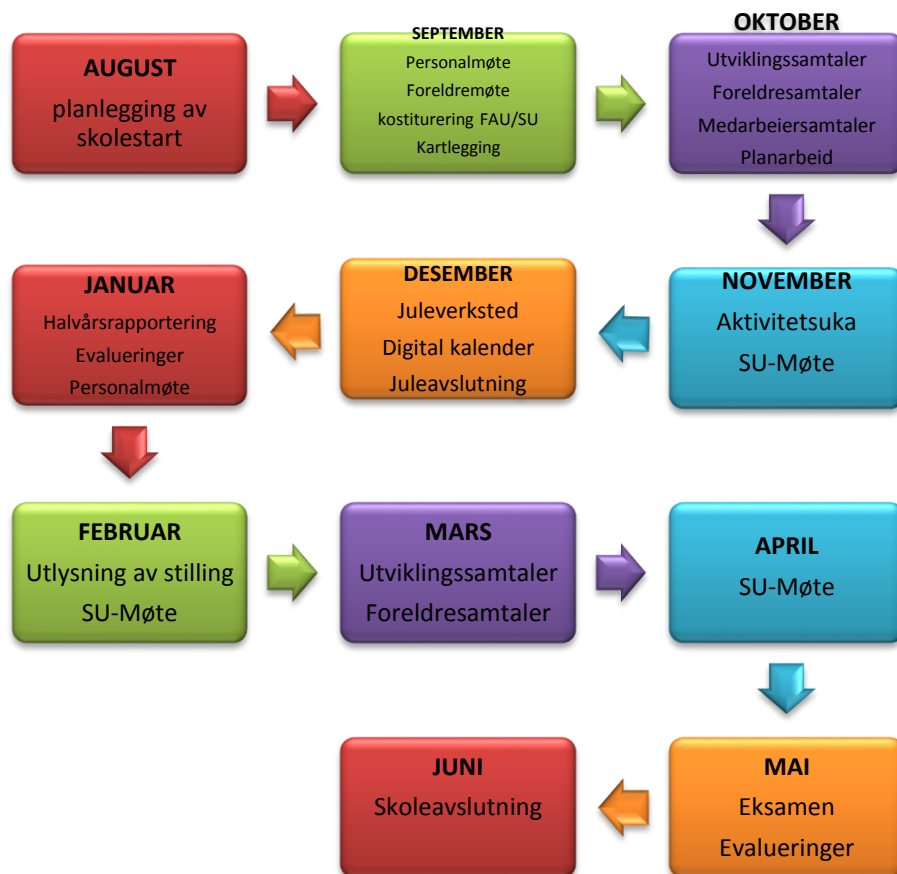 AUGUST
planlegging av
skolestart
SEPTEMBER
Personalmøte
Foreldremøte
kostiturering FAU/SU
Kartlegging
OKTOBER
Utviklingssamtaler
Foreldresamtaler
Medarbeiersamtaler
Planarbeid
NOVEMBER
Aktivitetsuka
SU-Møte
DESEMBER
Juleverksted
Digital kalender
Juleavslutning
JANUAR
Halvårsrapportering
Evalueringer
Personalmøte
FEBRUAR
Utlysning av stilling
SU-Møte
MARS
Utviklingssamtaler
Foreldresamtaler
APRIL
SU-Møte
MAI
Eksamen
Evalueringer
JUNI
Skoleavslutning